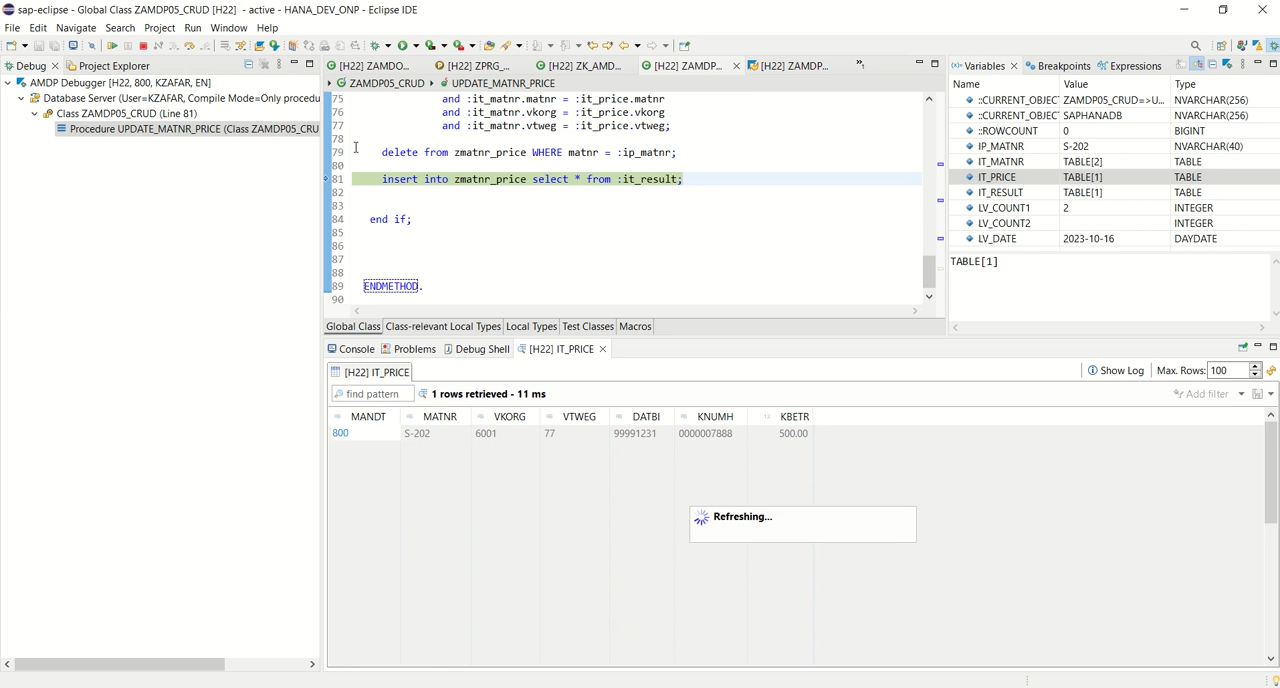 sap-eclipse - Global Class ZAMDP05_CRUD [H22] - active - HANA_DEV_ONP - Eclipse IDE
File Edit Navigate Search Project Run Window Help
Debug Project Explorer
AMDP Debugger [H22, 800, KZAFAR, EN]
Database Server (User=KZAFAR, Compile Mode=Only procedu
Class ZAMDP05_CRUD (Line 81)
Procedure UPDATE_MATNR_PRICE (Class ZAMDP05_CRU
[H22] ZAMDO... [H22] ZPRG_... [H22] ZK_AMD... [H22] ZAMDP... [H22] ZAMDP...
ZAMDP05_CRUD UPDATE_MATNR_PRICE
75 and :it_matnr.matnr = :it_price.matnr
76 and :it_matnr.vkorg = :it_price.vkorg
77 and :it_matnr.vtweg = :it_price.vtweg;
78
79 delete from zmatnr_price WHERE matnr = :ip_matnr;
80
81 insert into zmatnr_price select * from :it_result;
82
83
84 end if;
85
86
87
88
89 ENDMETHOD.
90
Global Class Class-relevant Local Types Local Types Test Classes Macros
Variables Breakpoints Expressions
Name Value Type
::CURRENT_OBJECT ZAMDP05_CRUD=>U... NVARCHAR(256)
::CURRENT_OBJECT SAPHANADB NVARCHAR(256)
::ROWCOUNT 0 BIGINT
IP_MATNR S-202 NVARCHAR(40)
IT_MATNR TABLE[2] TABLE
IT_PRICE TABLE[1] TABLE
IT_RESULT TABLE[1] TABLE
LV_COUNT1 2 INTEGER
LV_COUNT2 INTEGER
LV_DATE 2023-10-16 DAYDATE
TABLE[1]
Console Problems Debug Shell [H22] IT_PRICE
[H22] IT_PRICE Show Log Max. Rows: 100
find pattern 1 rows retrieved - 11 ms Add filter
MANDT MATNR VKORG VTWEG DATBI KNUMH KBETR
800 S-202 6001 77 99991231 0000007888 500.00
Refreshing...